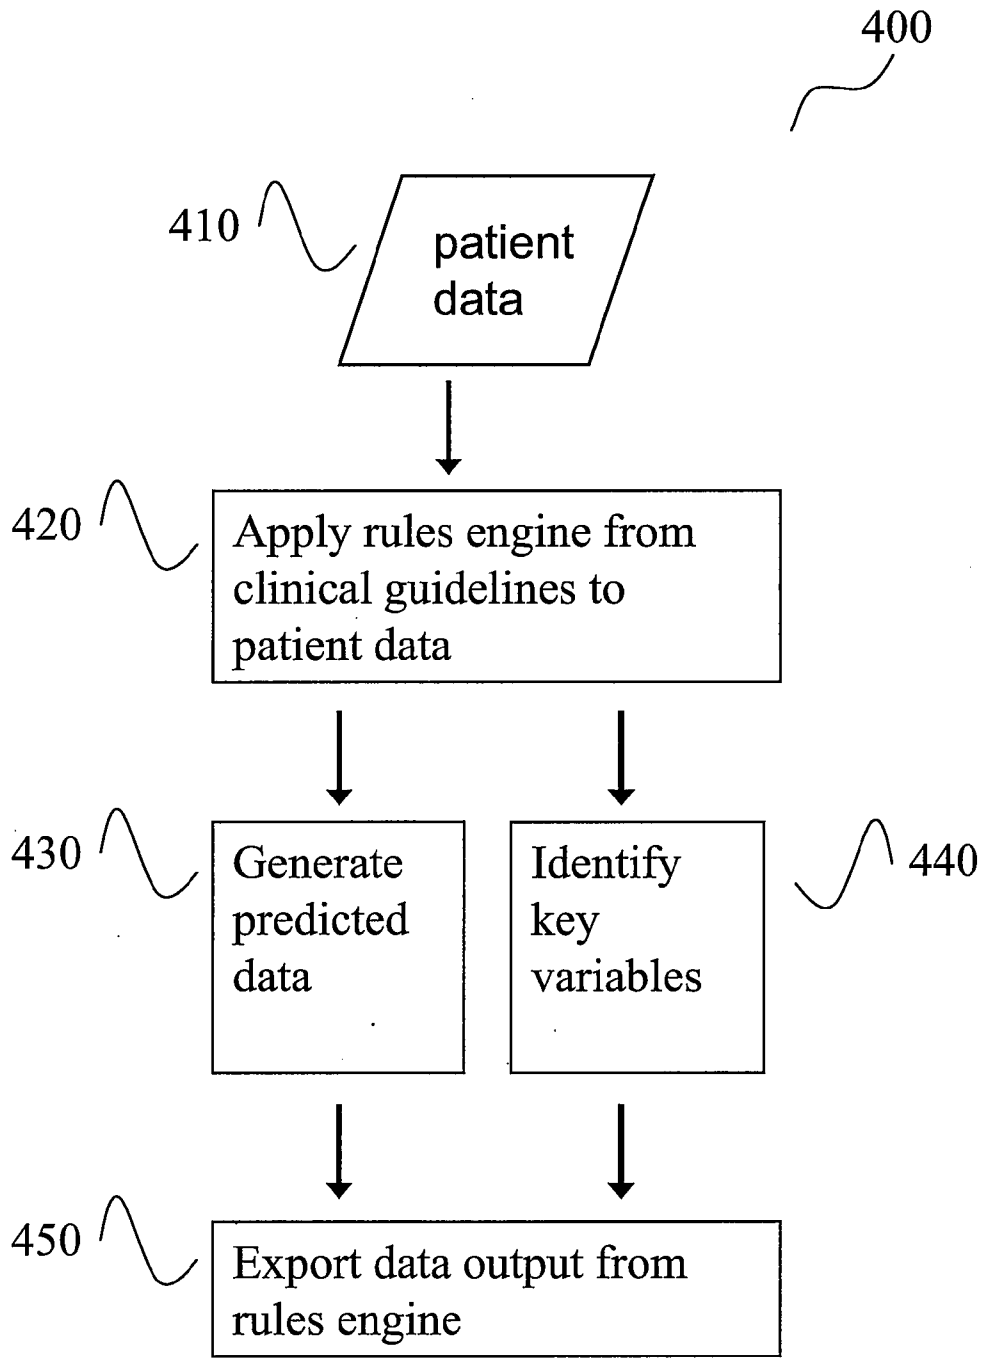 400
410
patient
data
420
Apply rules engine from
clinical guidelines to
patient data
430
Generate
predicted
data
Identify
key
variables
440
450
Export data output from
rules engine